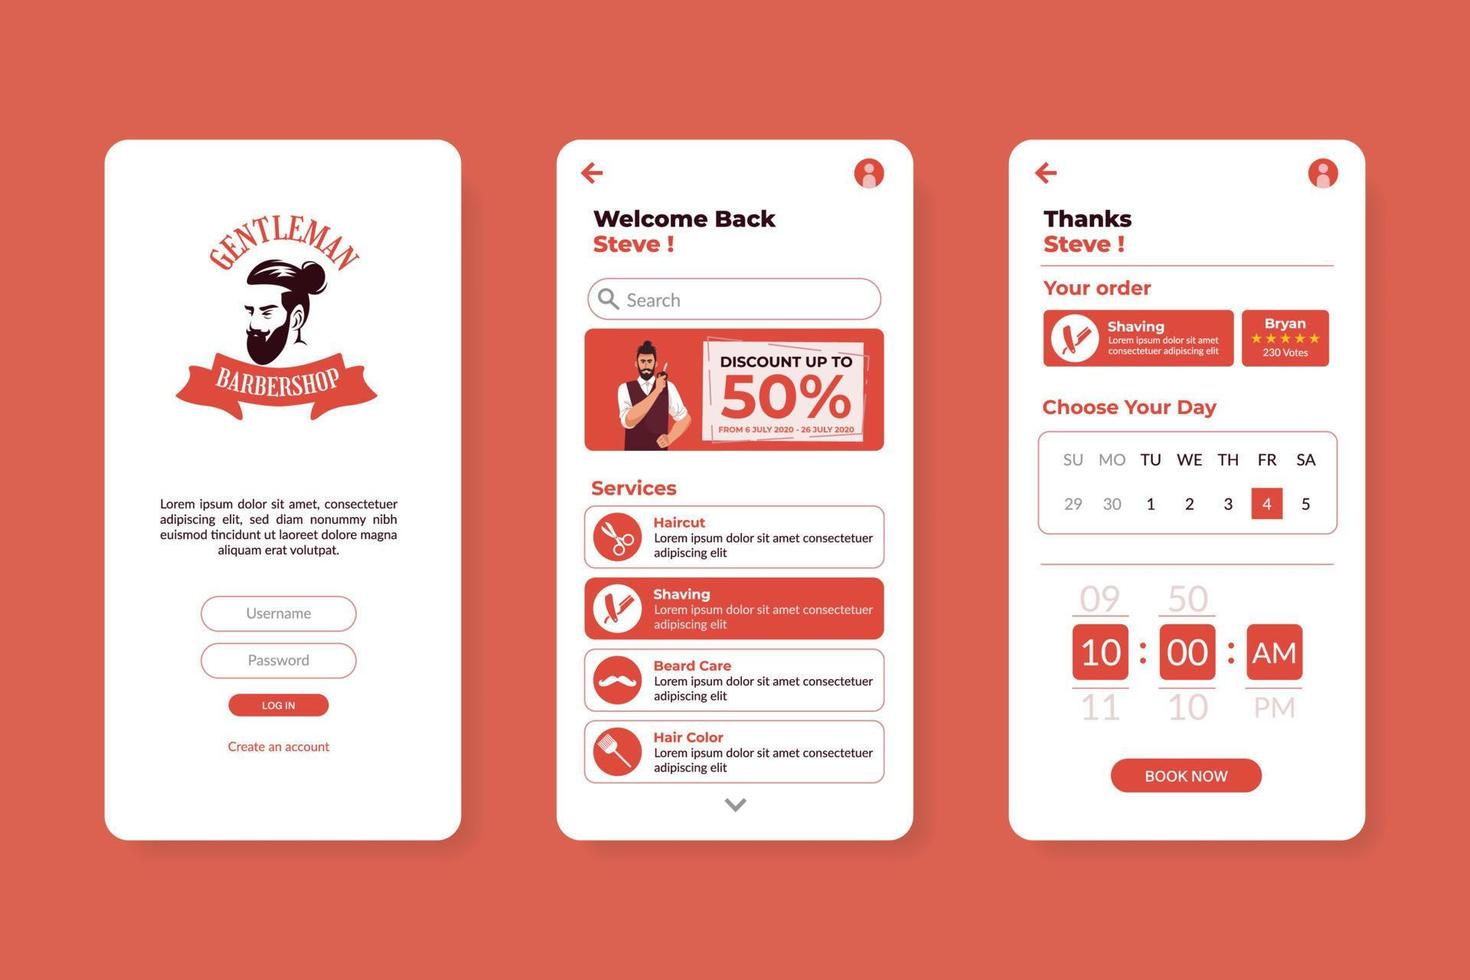 GENTLEMAN
BARBERSHOP
Lorem ipsum dolor sit amet, consectetuer
adipiscing elit, sed diam nonummy nibh
euismod tincidunt ut laoreet dolore magna
aliquam erat volutpat.
Username
Password
LOG IN
Create an account
Welcome Back
Steve !
Search
DISCOUNT UP TO
50%
FROM 6 JULY 2020 - 26 JULY 2020
Services
Haircut
Lorem ipsum dolor sit amet consectetuer
adipiscing elit
Shaving
Lorem ipsum dolor sit amet consectetuer
adipiscing elit
Beard Care
Lorem ipsum dolor sit amet consectetuer
adipiscing elit
Hair Color
Lorem ipsum dolor sit amet consectetuer
adipiscing elit
Thanks
Steve !
Your order
Shaving
Lorem ipsum dolor sit amet
consectetuer adipiscing elit
Bryan
230 Votes
Choose Your Day
SU MO TU WE TH FR SA
29 30 1 2 3 4 5
09 50
10 : 00 : AM
11 10 PM
BOOK NOW